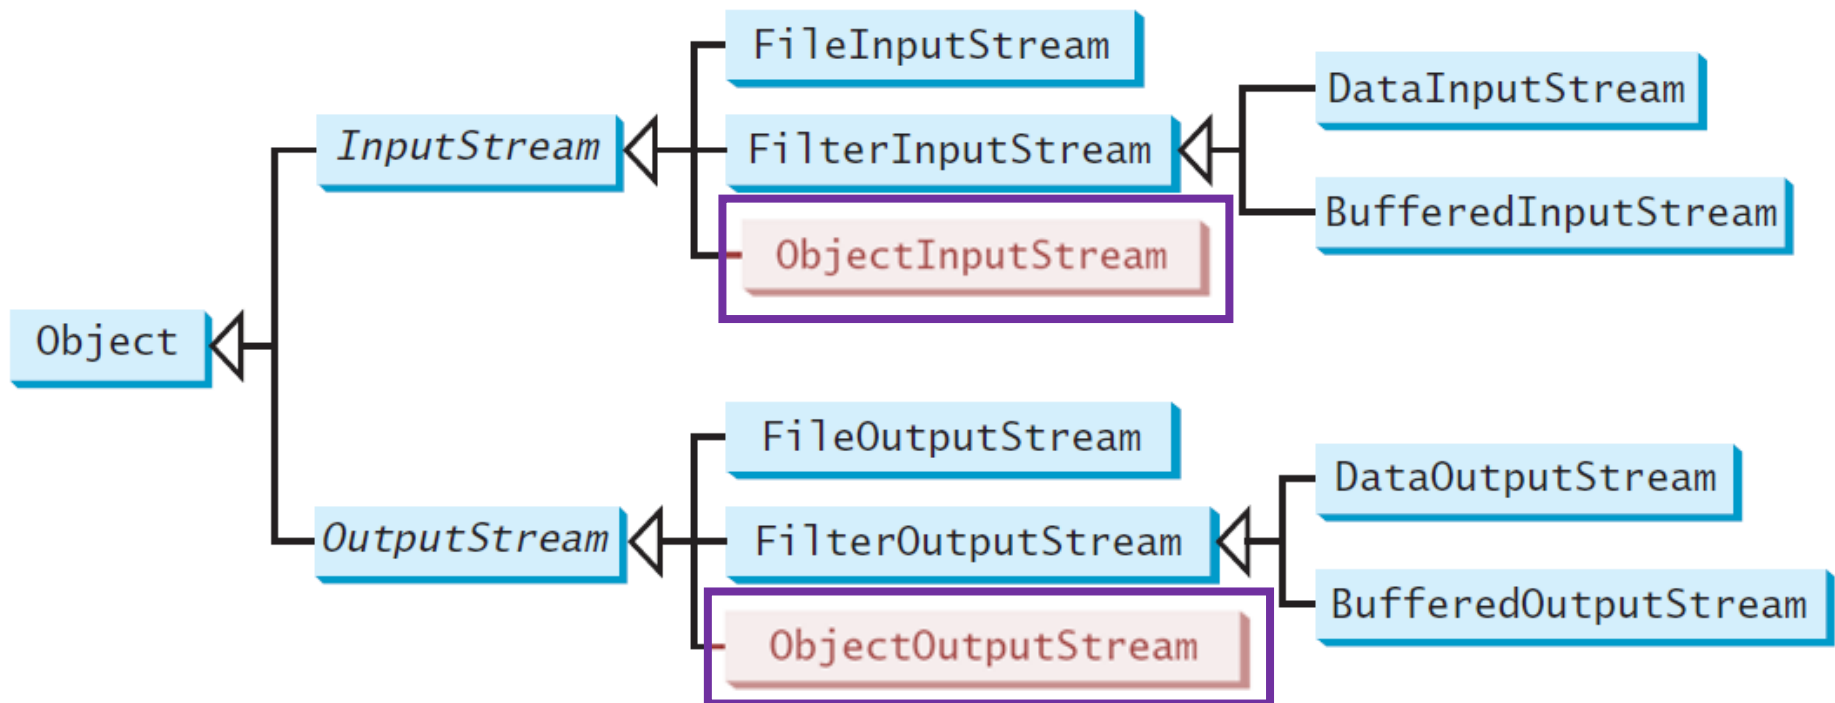 FileInputStream
DataInputStream
InputStream
FilterInputStream
BufferedInputStream
ObjectInputStream
Object
FileOutputStream
DataOutputStream
OutputStream
FilterOutputStream
BufferedOutputStream
ObjectOutputStream